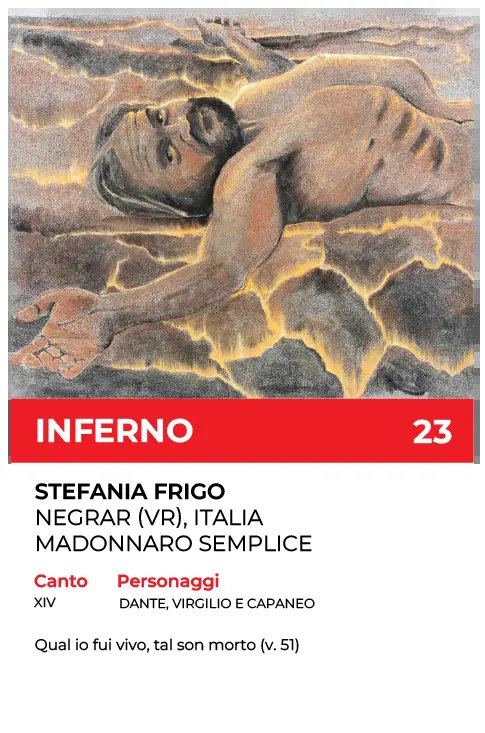 INFERNO 23
STEFANIA FRIGO
NEGRAR (VR), ITALIA
MADONNARO SEMPLICE
Canto Personaggi
XIV DANTE, VIRGILIO E CAPANEO
Qual io fui vivo, tal son morto (v. 51)